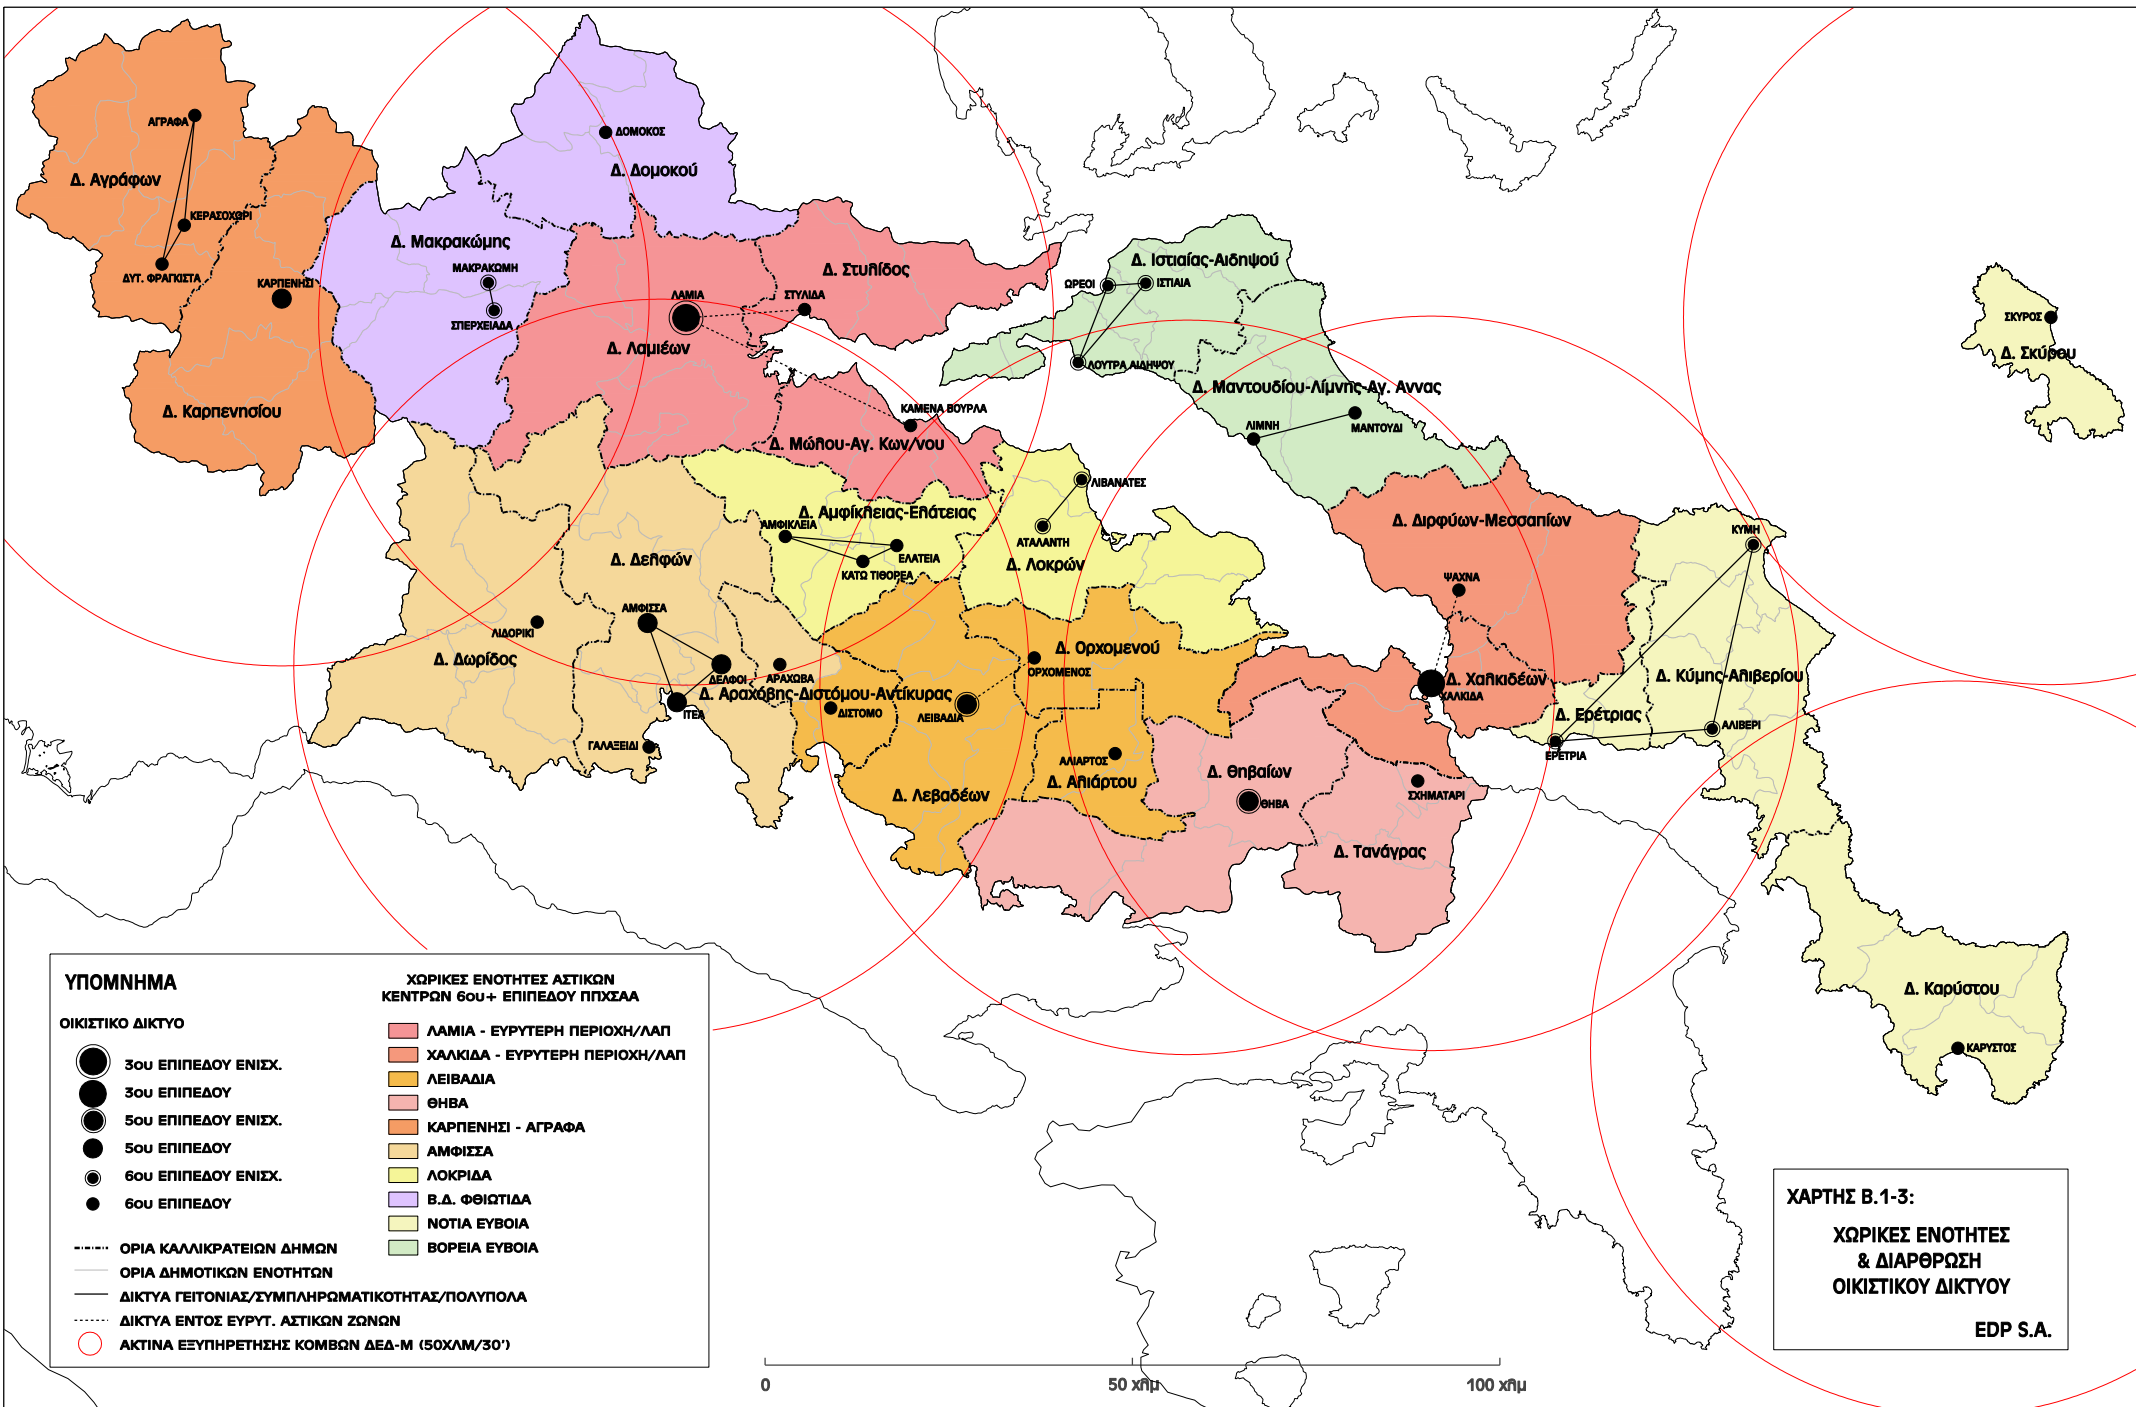 ΑΓΡΑΦΑ
Δ. Αγράφων
ΚΕΡΑΣΟΧΩΡΙ
ΔΥΤ. ΦΡΑΓΚΙΣΤΑ
ΚΑΡΠΕΝΗΣΙ
Δ. Καρπενησίου
ΔΟΜΟΚΟΣ
Δ. Δομοκού
Δ. Μακρακώμης
ΜΑΚΡΑΚΩΜΗ
ΣΠΕΡΧΕΙΑΔΑ
Δ. Στυλίδος
ΛΑΜΙΑ
ΣΤΥΛΙΔΑ
Δ. Λαμιέων
ΚΑΜΕΝΑ ΒΟΥΡΛΑ
Δ. Μώλου-Αγ. Κων/νου
Δ. Ιστιαίας-Αιδηψού
ΩΡΕΟΙ
ΙΣΤΙΑΙΑ
ΛΟΥΤΡΑ ΑΙΔΗΨΟΥ
Δ. Μαντουδίου-Λίμνης-Αγ. Αννας
ΛΙΜΝΗ
ΜΑΝΤΟΥΔΙ
ΣΚΥΡΟΣ
Δ. Σκύρου
ΛΙΒΑΝΑΤΕΣ
Δ. Αμφίκλειας-Ελάτειας
ΑΜΦΙΚΛΕΙΑ
ΕΛΑΤΕΙΑ
ΚΑΤΩ ΤΙΘΟΡΕΑ
ΑΤΑΛΑΝΤΗ
Δ. Λοκρών
Δ. Διρφύων-Μεσσαπίων
ΨΑΧΝΑ
ΚΥΜΗ
Δ. Δελφών
ΑΜΦΙΣΣΑ
ΛΙΔΟΡΙΚΙ
Δ. Δωρίδος
ΔΕΛΦΟΙ
ΑΡΑΧΩΒΑ
Δ. Αραχόβης-Διστόμου-Αντίκυρας
ΙΤΕΑ
ΔΙΣΤΟΜΟ
ΓΑΛΑΞΕΙΔΙ
Δ. Ορχομενού
ΟΡΧΟΜΕΝΟΣ
ΛΕΙΒΑΔΙΑ
Δ. Λεβαδέων
ΑΛΙΑΡΤΟΣ
Δ. Αλιάρτου
Δ. Θηβαίων
ΘΗΒΑ
ΣΧΗΜΑΤΑΡΙ
Δ. Τανάγρας
Δ. Χαλκιδέων
ΧΑΛΚΙΔΑ
Δ. Κύμης-Αλιβερίου
Δ. Ερέτριας
ΑΛΙΒΕΡΙ
ΕΡΕΤΡΙΑ
Δ. Καρύστου
ΚΑΡΥΣΤΟΣ
ΥΠΟΜΝΗΜΑ
ΟΙΚΙΣΤΙΚΟ ΔΙΚΤΥΟ
3ου ΕΠΙΠΕΔΟΥ ΕΝΙΣΧ.
3ου ΕΠΙΠΕΔΟΥ
5ου ΕΠΙΠΕΔΟΥ ΕΝΙΣΧ.
5ου ΕΠΙΠΕΔΟΥ
6ου ΕΠΙΠΕΔΟΥ ΕΝΙΣΧ.
6ου ΕΠΙΠΕΔΟΥ
ΟΡΙΑ ΚΑΛΛΙΚΡΑΤΕΙΩΝ ΔΗΜΩΝ
ΟΡΙΑ ΔΗΜΟΤΙΚΩΝ ΕΝΟΤΗΤΩΝ
ΔΙΚΤΥΑ ΓΕΙΤΟΝΙΑΣ/ΣΥΜΠΛΗΡΩΜΑΤΙΚΟΤΗΤΑΣ/ΠΟΛΥΠΟΛΑ
ΔΙΚΤΥΑ ΕΝΤΟΣ ΕΥΡΥΤ. ΑΣΤΙΚΩΝ ΖΩΝΩΝ
ΑΚΤΙΝΑ ΕΞΥΠΗΡΕΤΗΣΗΣ ΚΟΜΒΩΝ ΔΕΔ-Μ (50ΧΛΜ/30')
ΧΩΡΙΚΕΣ ΕΝΟΤΗΤΕΣ ΑΣΤΙΚΩΝ
ΚΕΝΤΡΩΝ 6ου+ ΕΠΙΠΕΔΟΥ ΠΠΧΣΑΑ
ΛΑΜΙΑ - ΕΥΡΥΤΕΡΗ ΠΕΡΙΟΧΗ/ΛΑΠ
ΧΑΛΚΙΔΑ - ΕΥΡΥΤΕΡΗ ΠΕΡΙΟΧΗ/ΛΑΠ
ΛΕΙΒΑΔΙΑ
ΘΗΒΑ
ΚΑΡΠΕΝΗΣΙ - ΑΓΡΑΦΑ
ΑΜΦΙΣΣΑ
ΛΟΚΡΙΔΑ
Β.Δ. ΦΘΙΩΤΙΔΑ
ΝΟΤΙΑ ΕΥΒΟΙΑ
ΒΟΡΕΙΑ ΕΥΒΟΙΑ
0
50 χλμ
100 χλμ
ΧΑΡΤΗΣ Β.1-3:
ΧΩΡΙΚΕΣ ΕΝΟΤΗΤΕΣ
& ΔΙΑΡΘΡΩΣΗ
ΟΙΚΙΣΤΙΚΟΥ ΔΙΚΤΥΟΥ
EDP S.A.